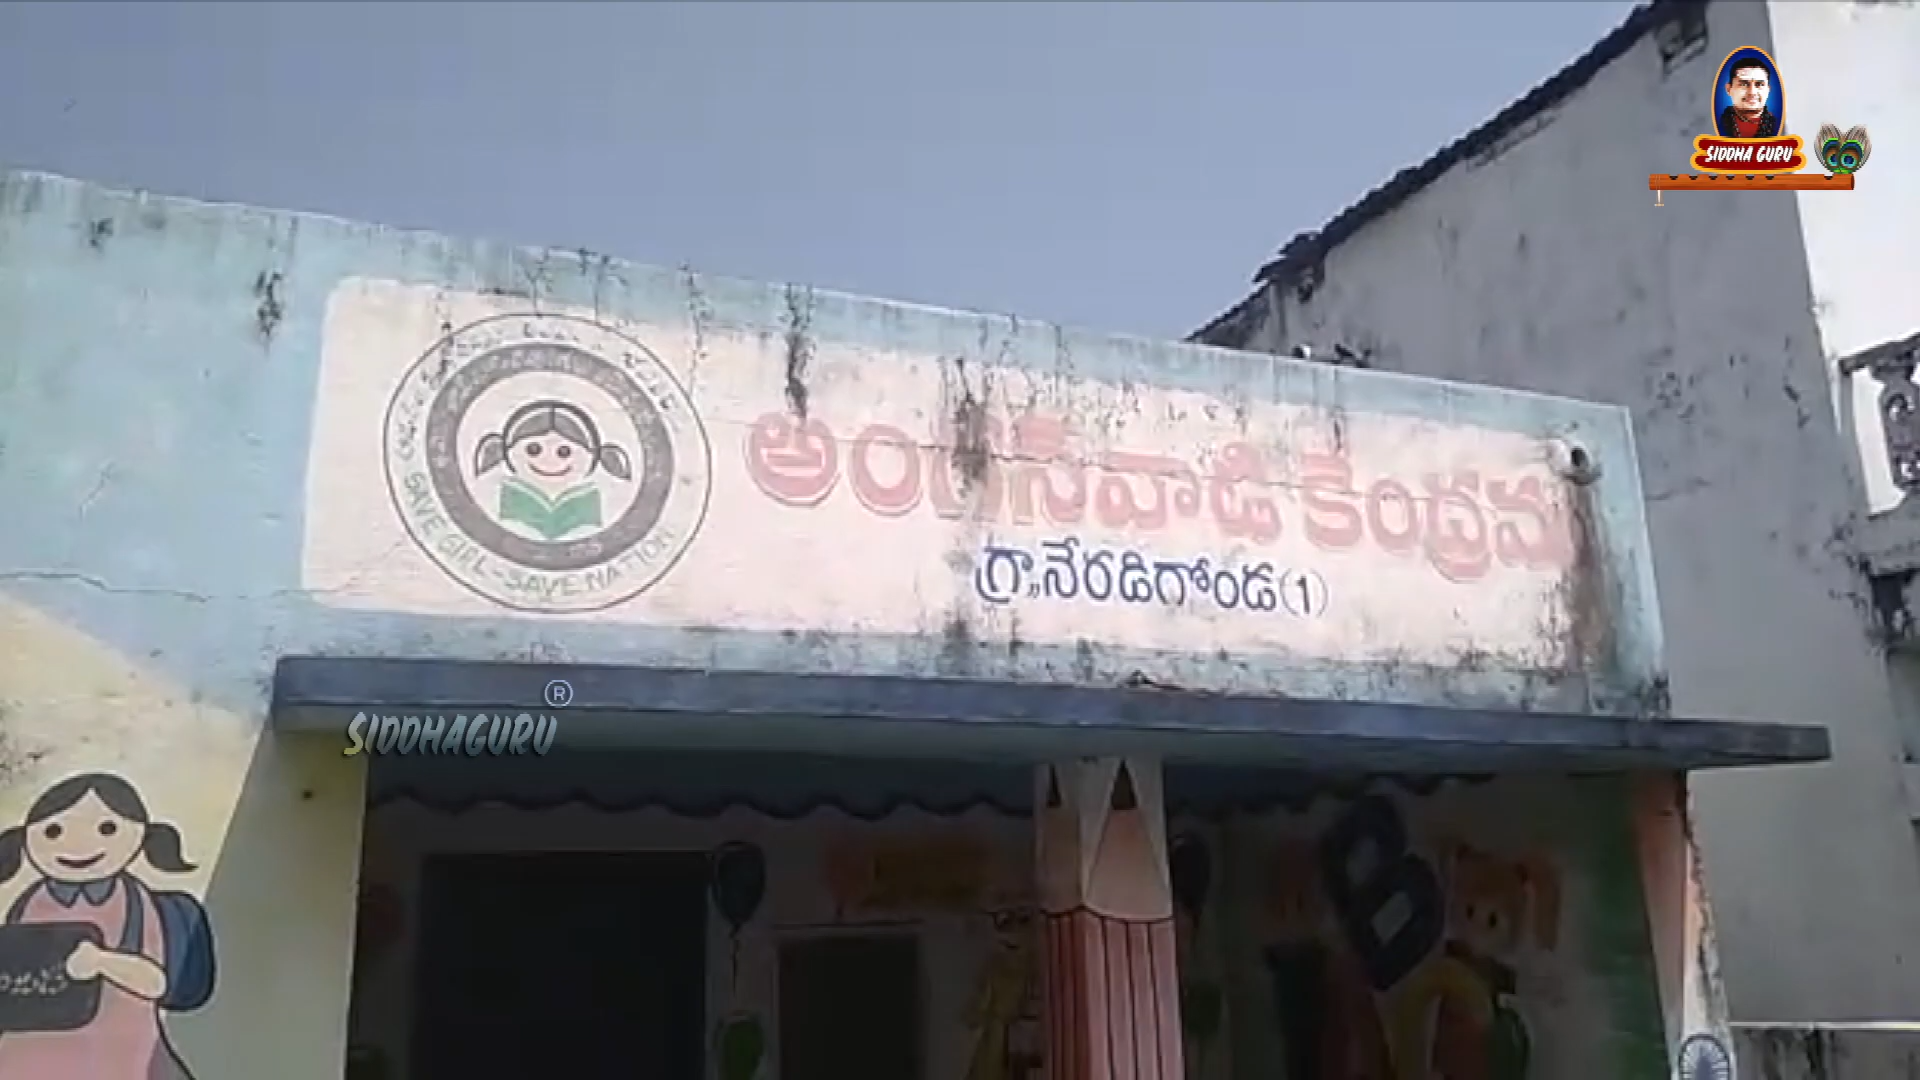 SIDDHA GURU
SAVE GIRL - SAVE NATION
అంగన్‌వాడి కేంద్రము
గ్రా,,నేరడిగోండ(1)
SIDDHAGURU ®
B